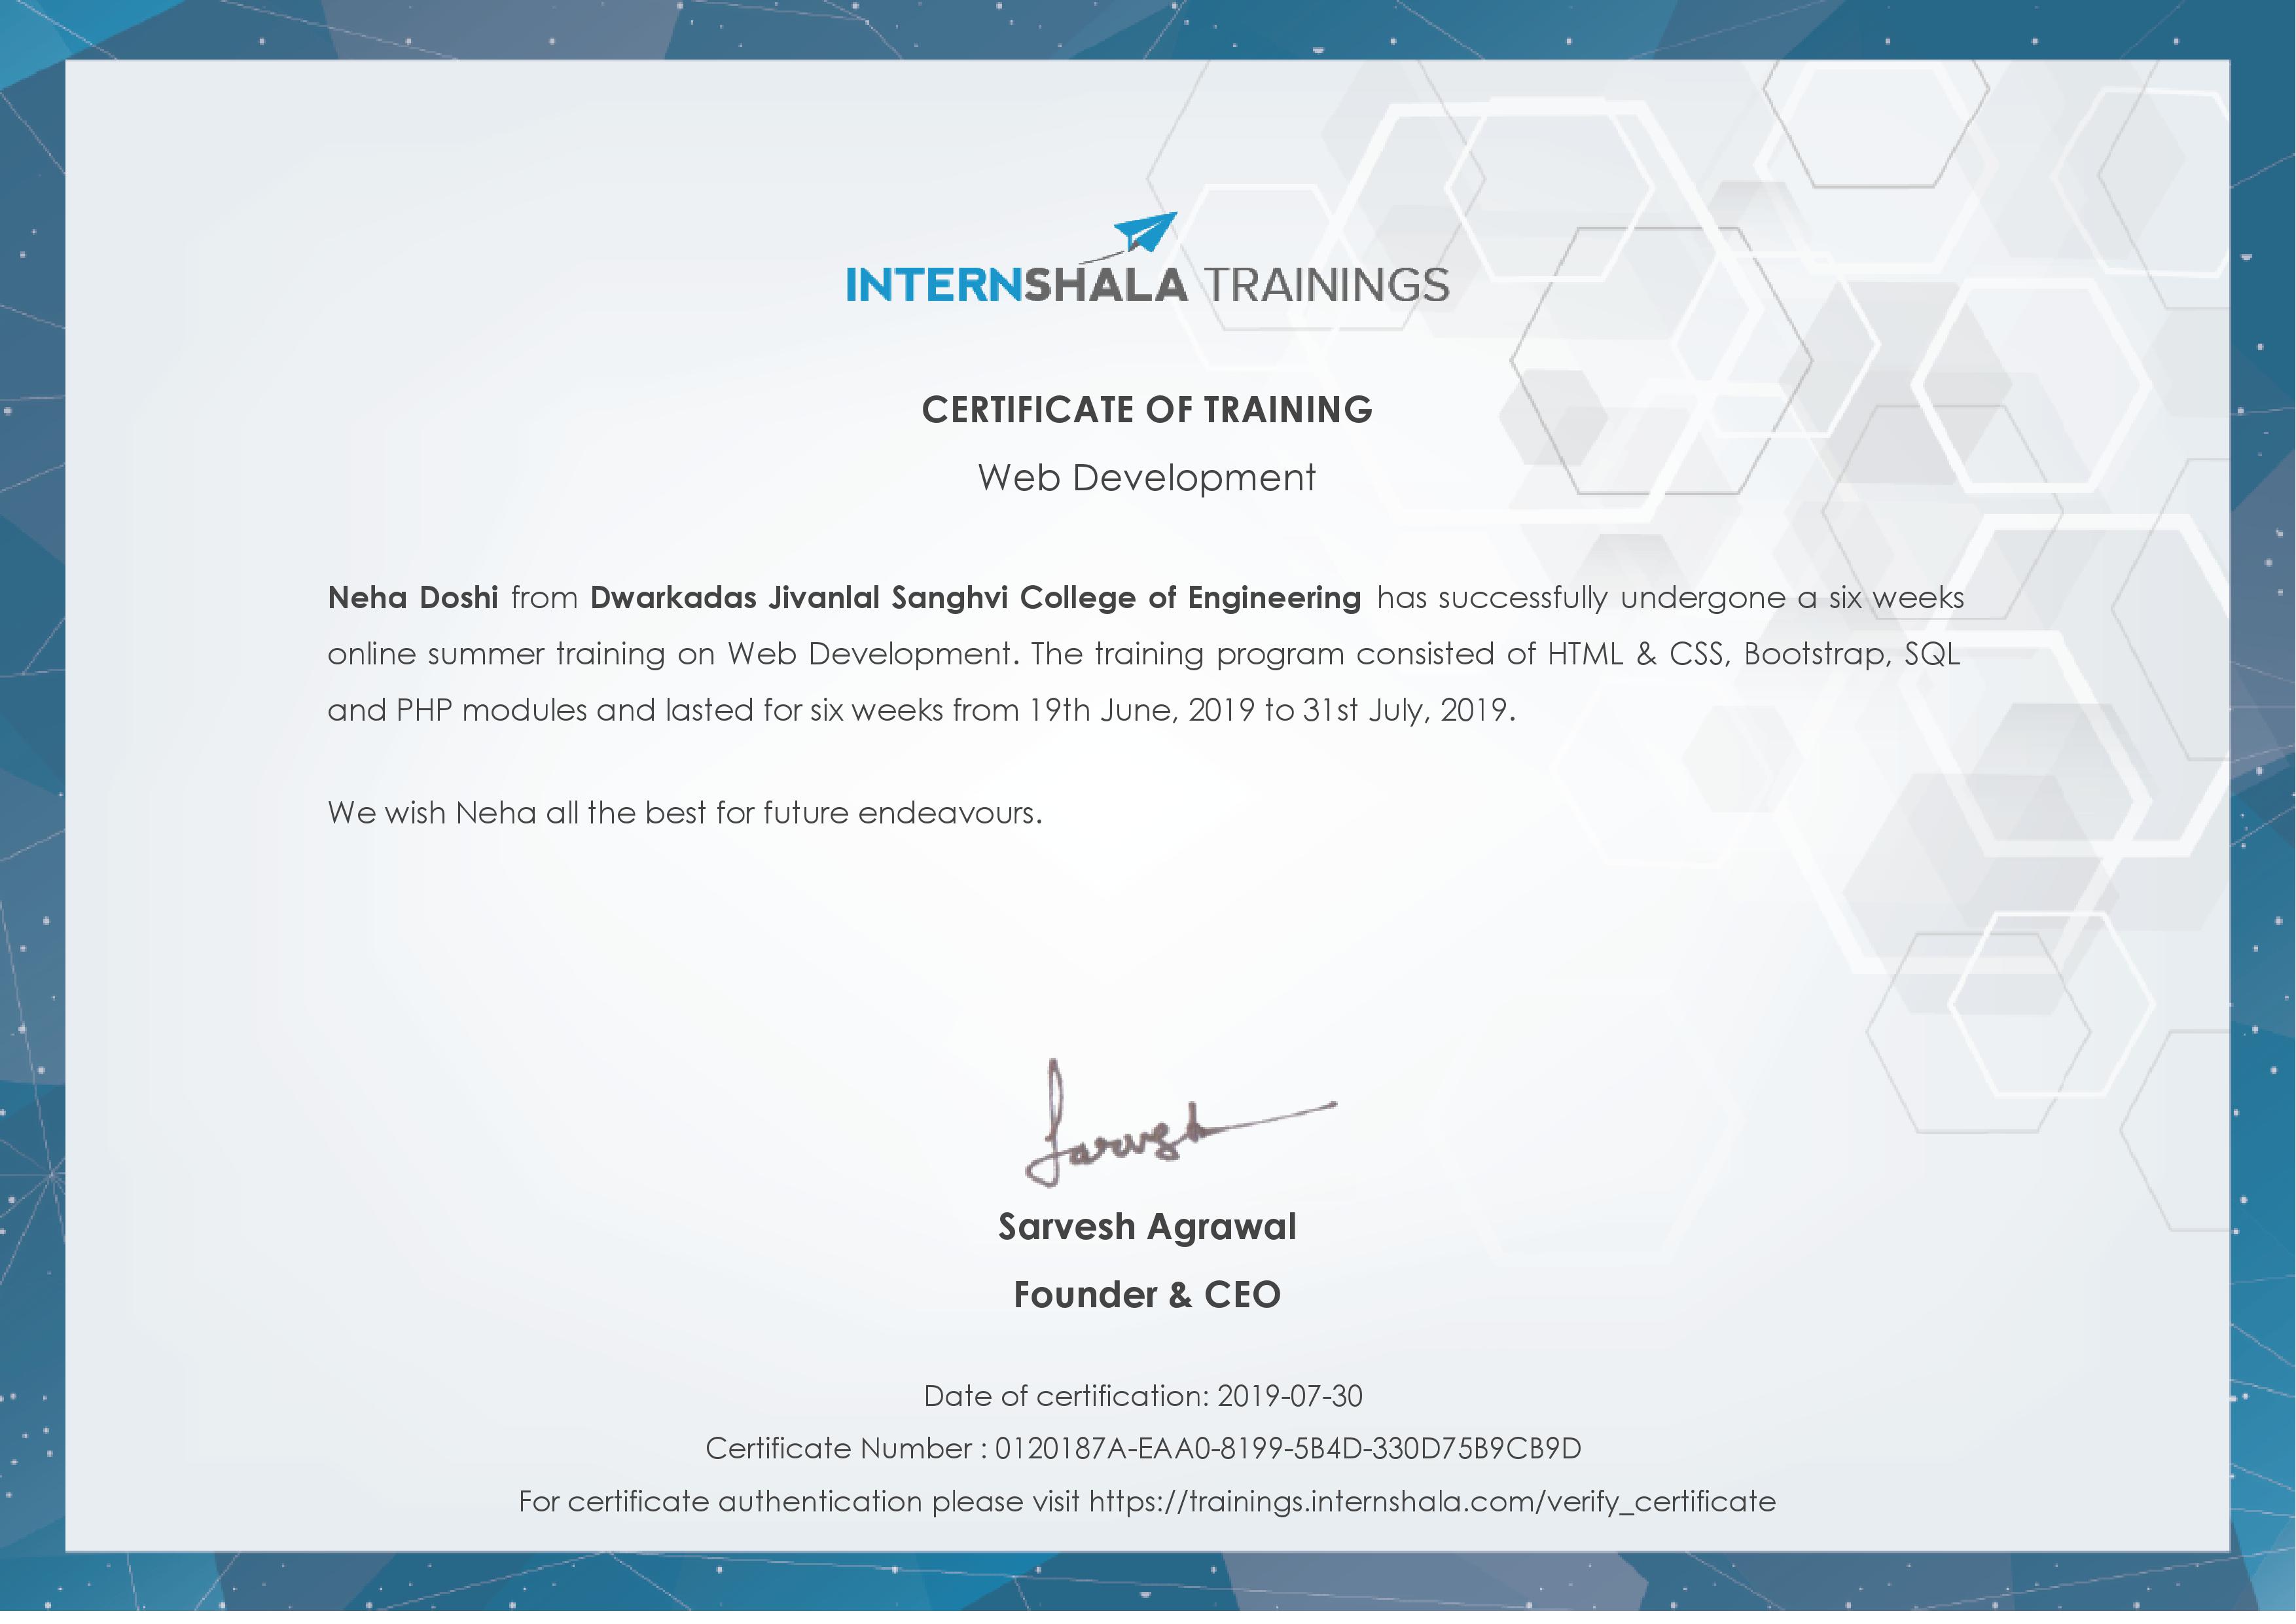 INTERNSHALA TRAININGS
CERTIFICATE OF TRAINING
Web Development
Neha Doshi from Dwarkadas Jivanlal Sanghvi College of Engineering has successfully undergone a six weeks
online summer training on Web Development. The training program consisted of HTML & CSS, Bootstrap, SQL
and PHP modules and lasted for six weeks from 19th June, 2019 to 31st July, 2019.
We wish Neha all the best for future endeavours.
Sarvesh
Sarvesh Agrawal
Founder & CEO
Date of certification: 2019-07-30
Certificate Number : 0120187A-EAA0-8199-5B4D-330D75B9CB9D
For certificate authentication please visit https://trainings.internshala.com/verify_certificate